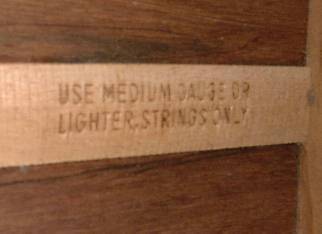 USE MEDIUM GAUGE OR
LIGHTER STRINGS ONLY